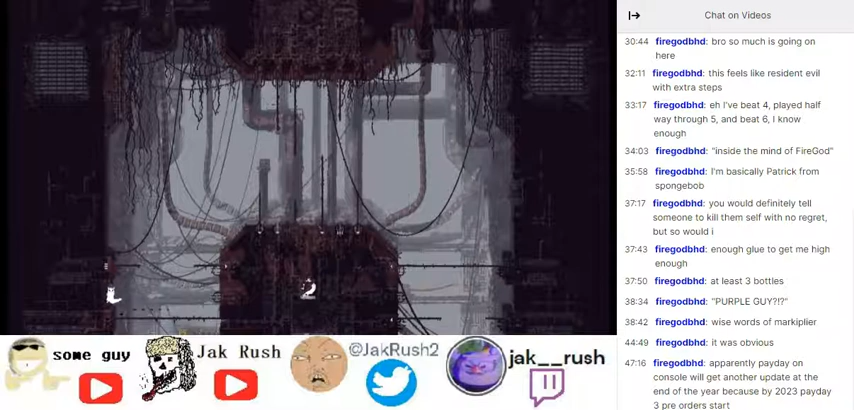 Chat on Videos
30:44 firegodbhd: bro so much is going on
here
32:11 firegodbhd: this feels like resident evil
with extra steps
33:17 firegodbhd: eh I've beat 4, played half
way through 5, and beat 6, I know
enough
34:03 firegodbhd: "inside the mind of FireGod"
35:58 firegodbhd: I'm basically Patrick from
spongebob
37:17 firegodbhd: you would definitely tell
someone to kill them self with no regret,
but so would i
37:43 firegodbhd: enough glue to get me high
enough
37:50 firegodbhd: at least 3 bottles
38:34 firegodbhd: "PURPLE GUY?!?"
38:42 firegodbhd: wise words of markiplier
44:49 firegodbhd: it was obvious
47:16 firegodbhd: apparently payday on
console will get another update at the
end of the year because by 2023 payday
3 pre orders start
some guy
Jak Rush
@JakRush2
jak__rush